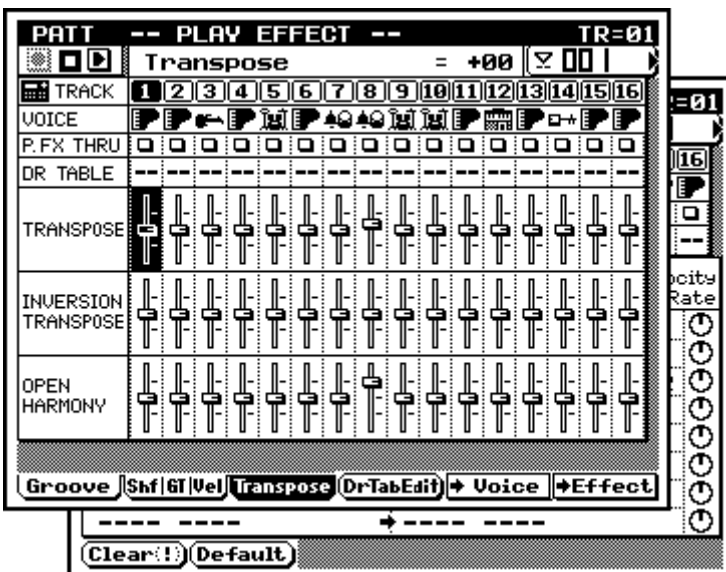 PATT -- PLAY EFFECT -- TR=01
Transpose = +00
TRACK 1 2 3 4 5 6 7 8 9 10 11 12 13 14 15 16
VOICE
P.FX THRU
DR TABLE -- -- -- -- -- -- -- -- -- -- -- -- -- -- -- --
TRANSPOSE
INVERSION TRANSPOSE
OPEN HARMONY
Groove Shf GT Vel Transpose DrTabEdit → Voice →Effect
=01
16
--
ocity
Rate
---- ---- → ---- ----
Clear(!) Default